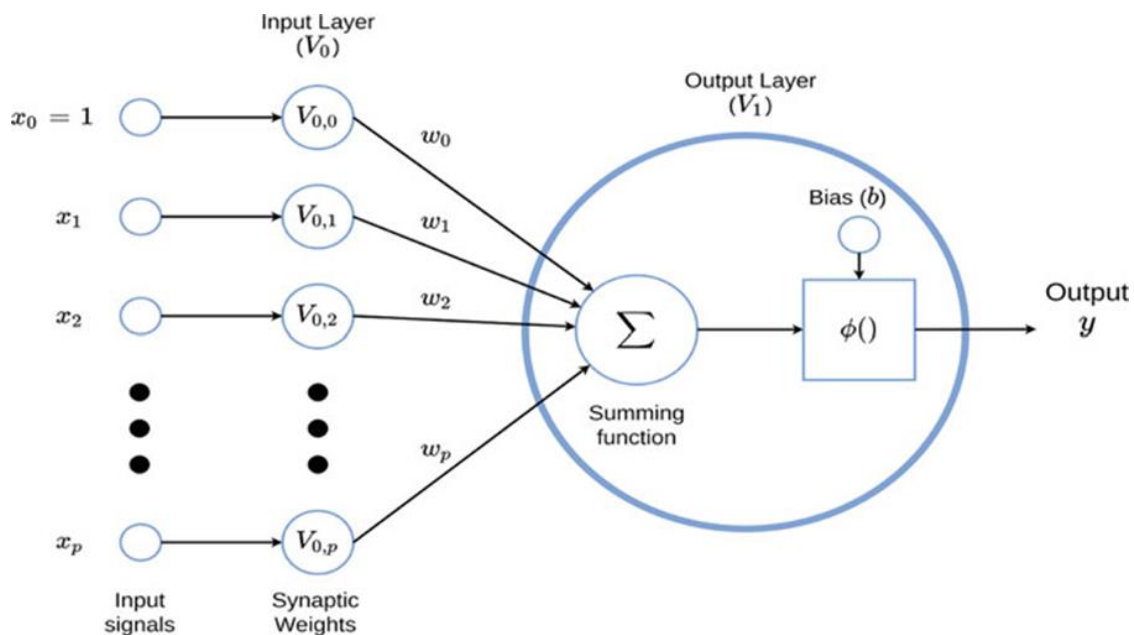 Input Layer
(V₀)
Output Layer
(V₁)
x₀ = 1
V₀,₀
w₀
x₁
V₀,₁
w₁
Bias (b)
x₂
V₀,₂
w₂
∑
ϕ()
Output
y
Summing
function
wₚ
xₚ
V₀,ₚ
Input
signals
Synaptic
Weights